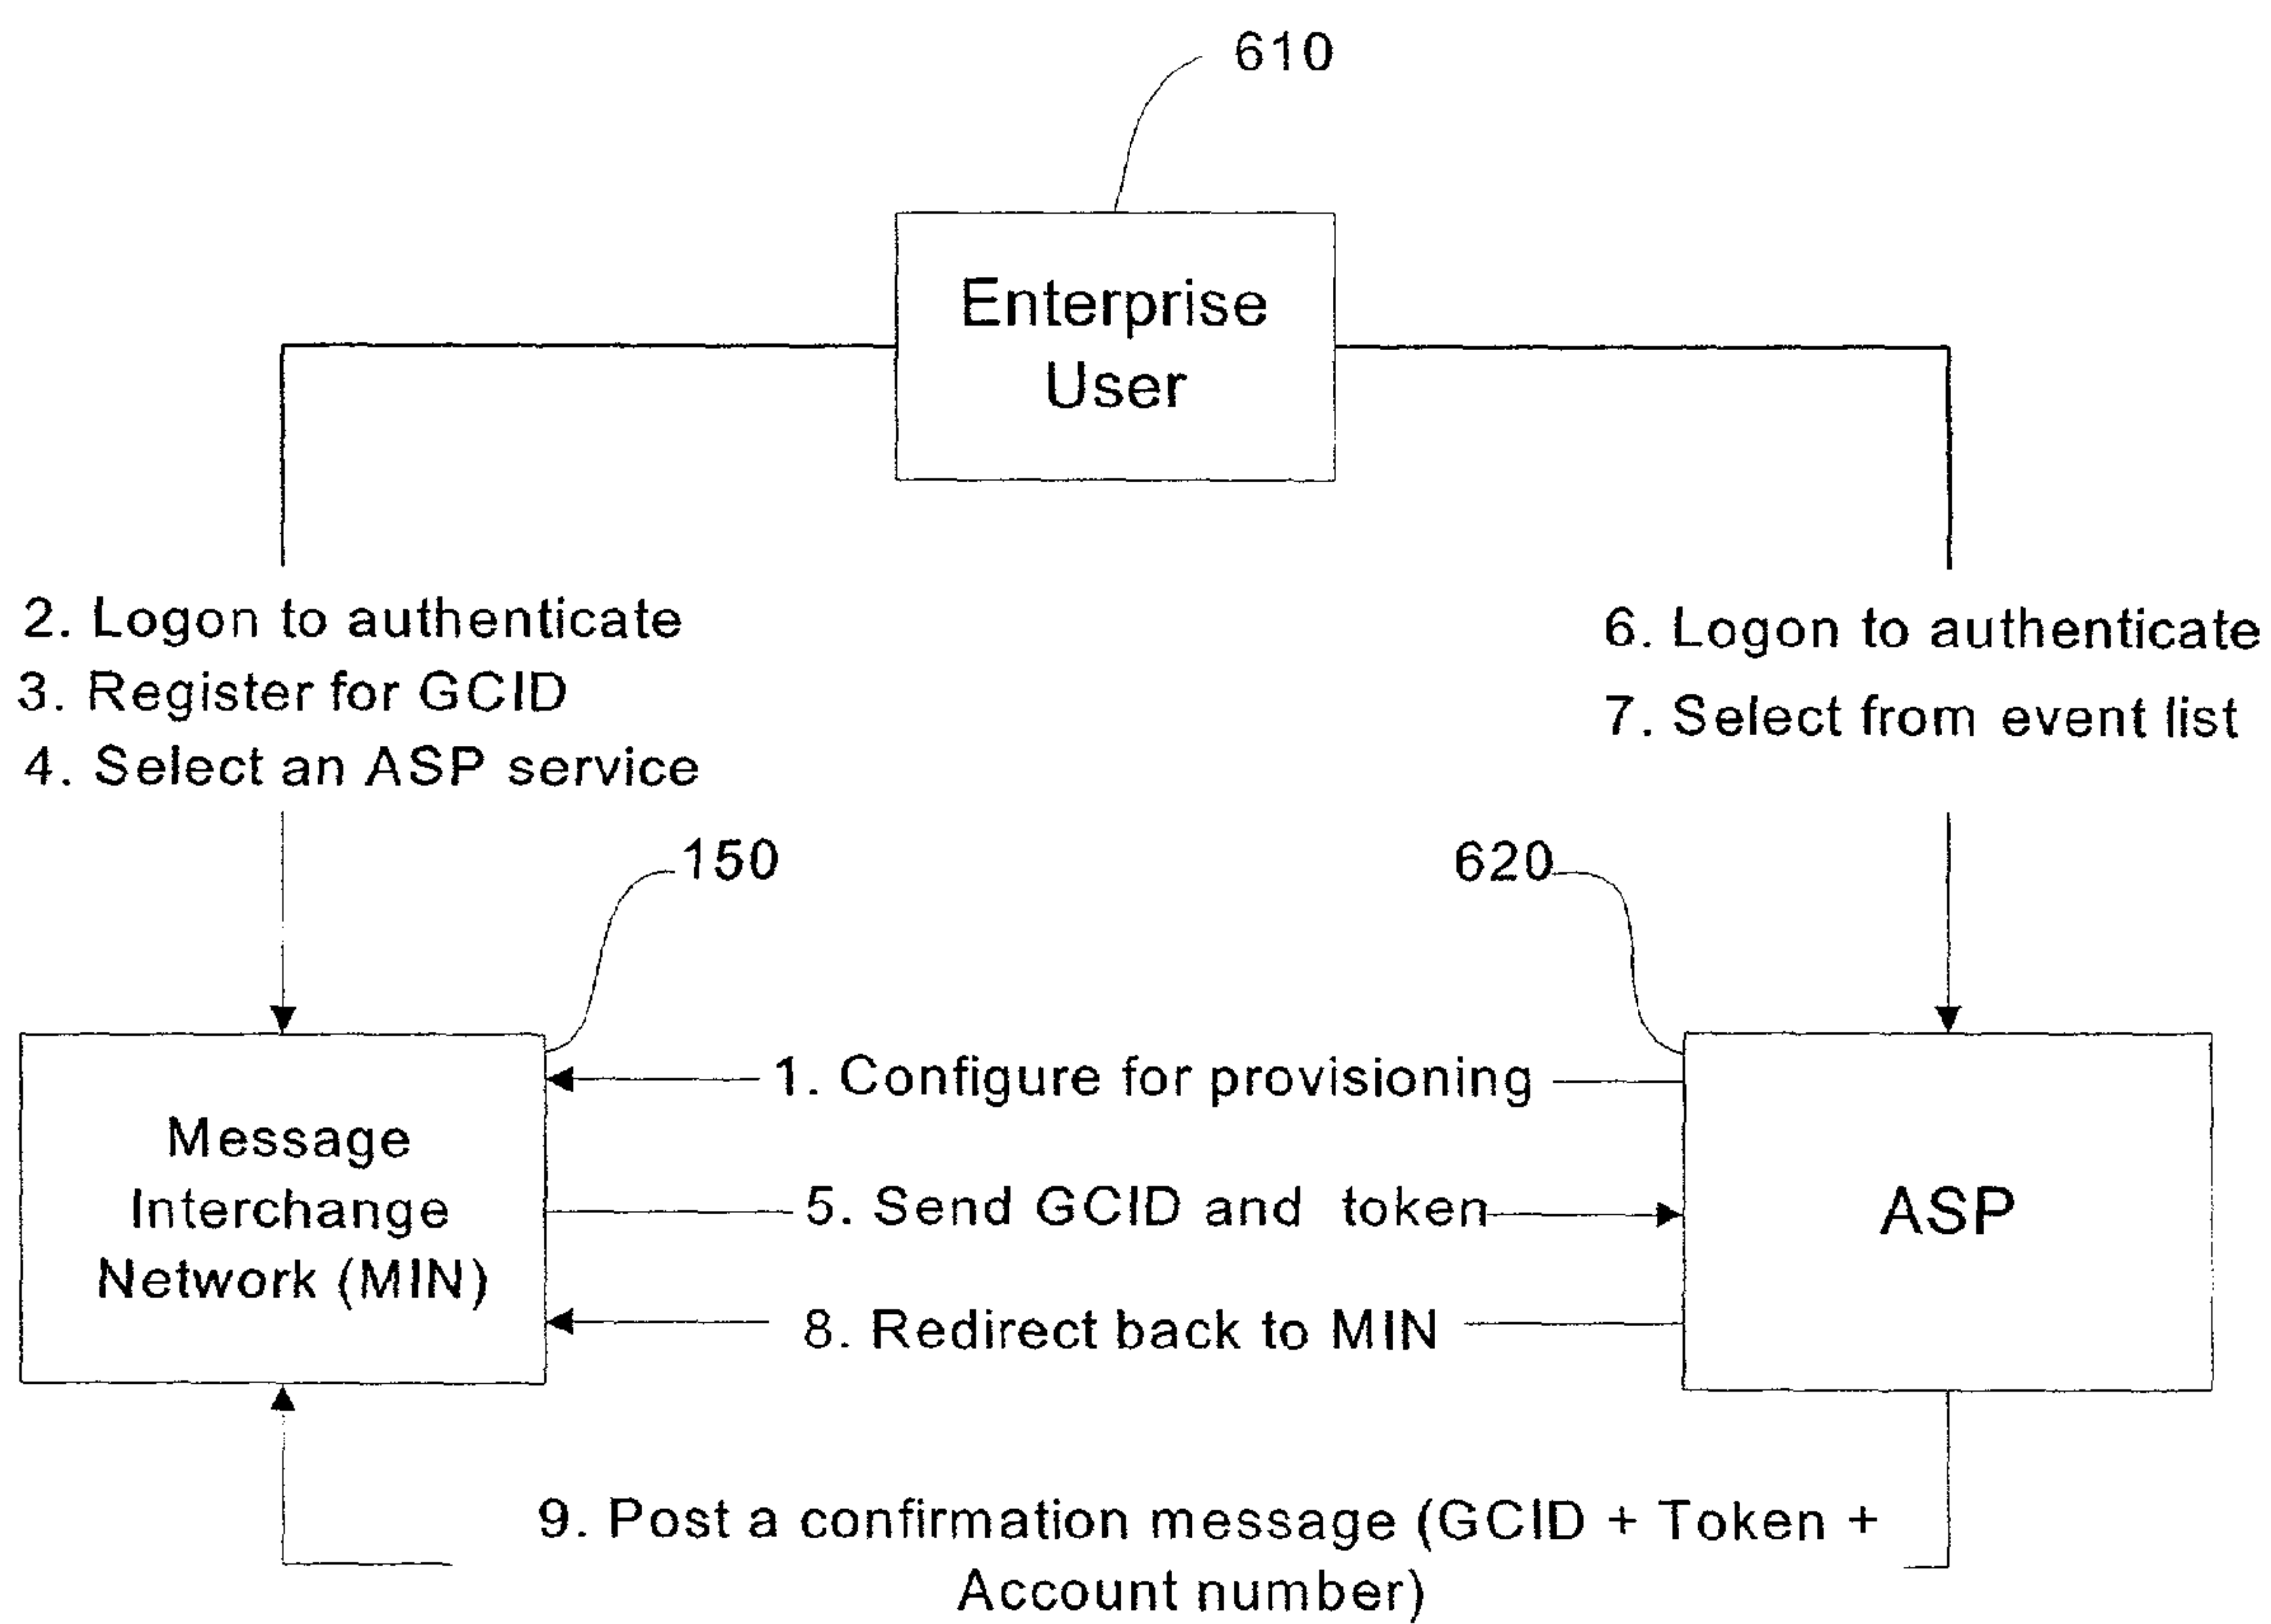 610
Enterprise
User
2. Logon to authenticate
3. Register for GCID
4. Select an ASP service
6. Logon to authenticate
7. Select from event list
150
620
1. Configure for provisioning
Message
Interchange
Network (MIN)
5. Send GCID and token
ASP
8. Redirect back to MIN
9. Post a confirmation message (GCID + Token +
Account number)